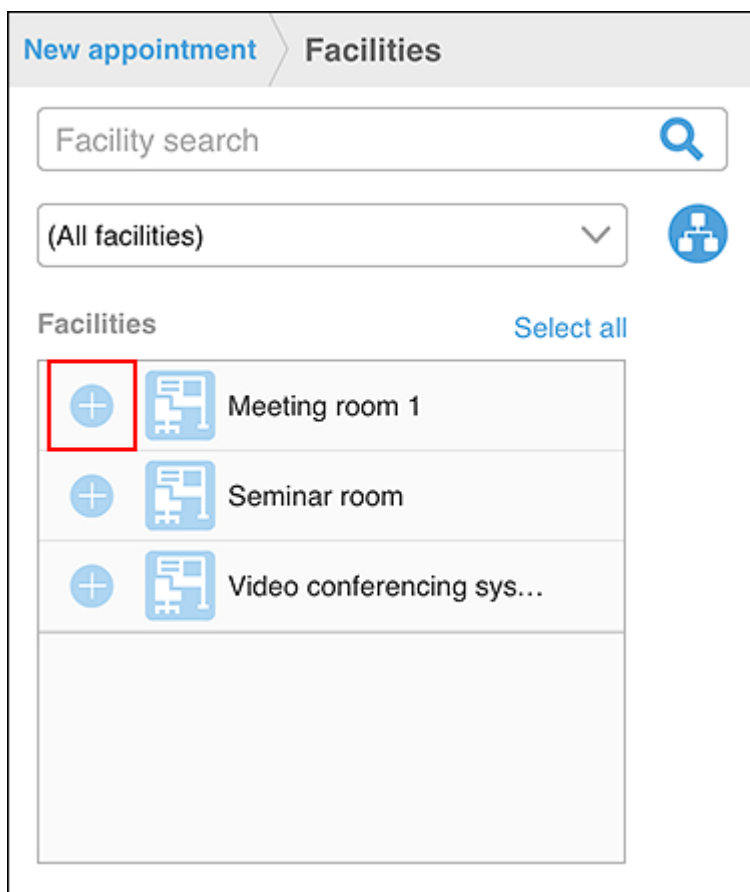 New appointment Facilities
Facility search
(All facilities)
Facilities Select all
Meeting room 1
Seminar room
Video conferencing sys...